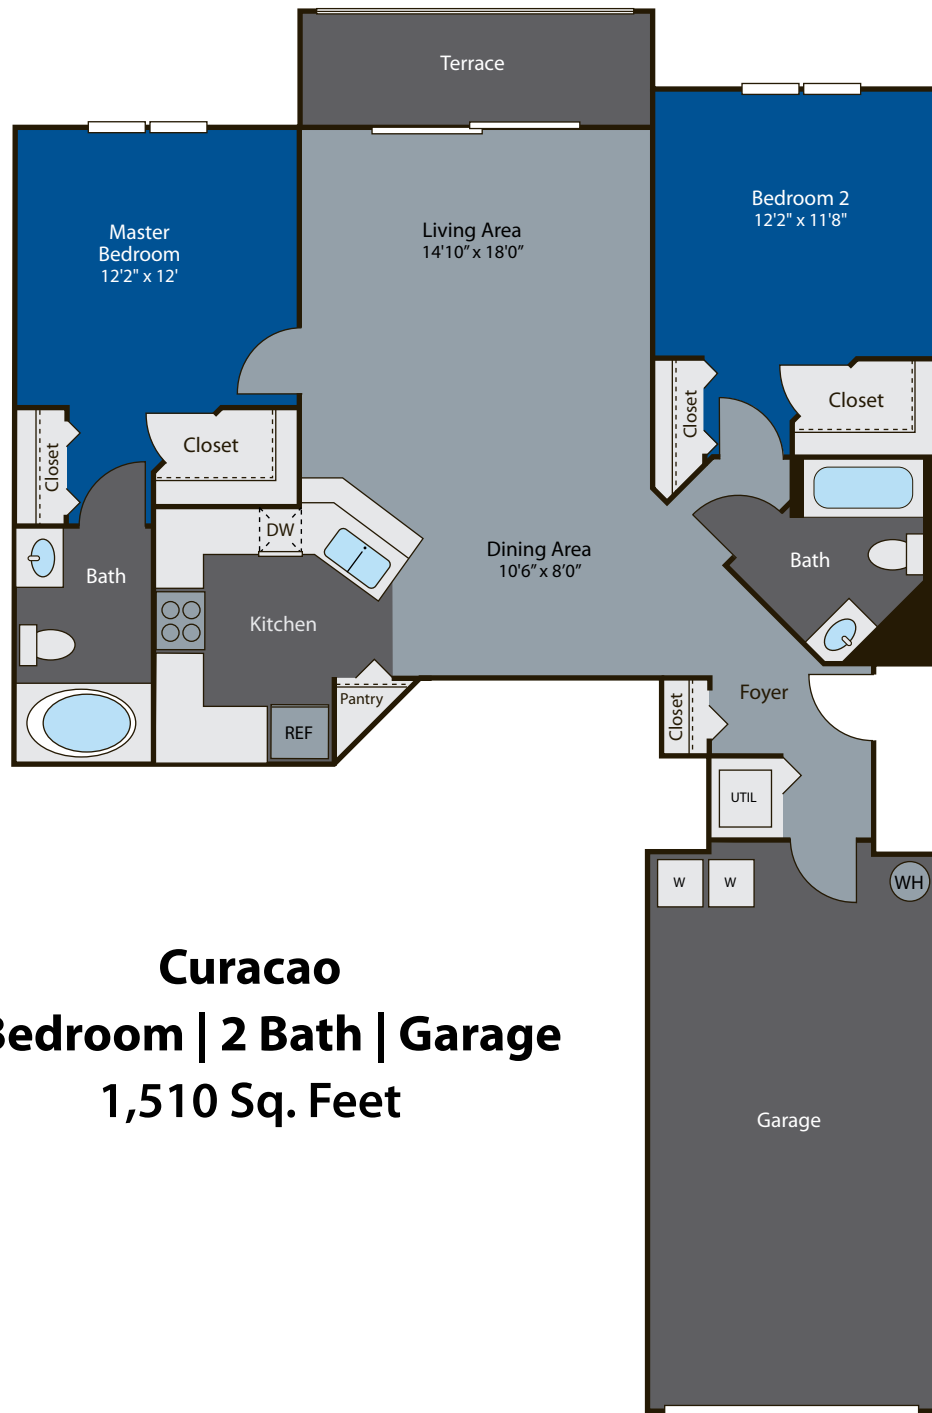 Terrace
Bedroom 2
12'2" x 11'8"
Living Area
14'10” x 18'0”
Master
Bedroom
12'2" x 12'
Closet
Closet
Closet
Closet
DW
Dining Area
10'6” x 8'0”
Bath
Bath
Kitchen
Pantry
REF
Closet
Foyer
UTIL
W
W
WH
Curacao
Bedroom | 2 Bath | Garage
1,510 Sq. Feet
Garage